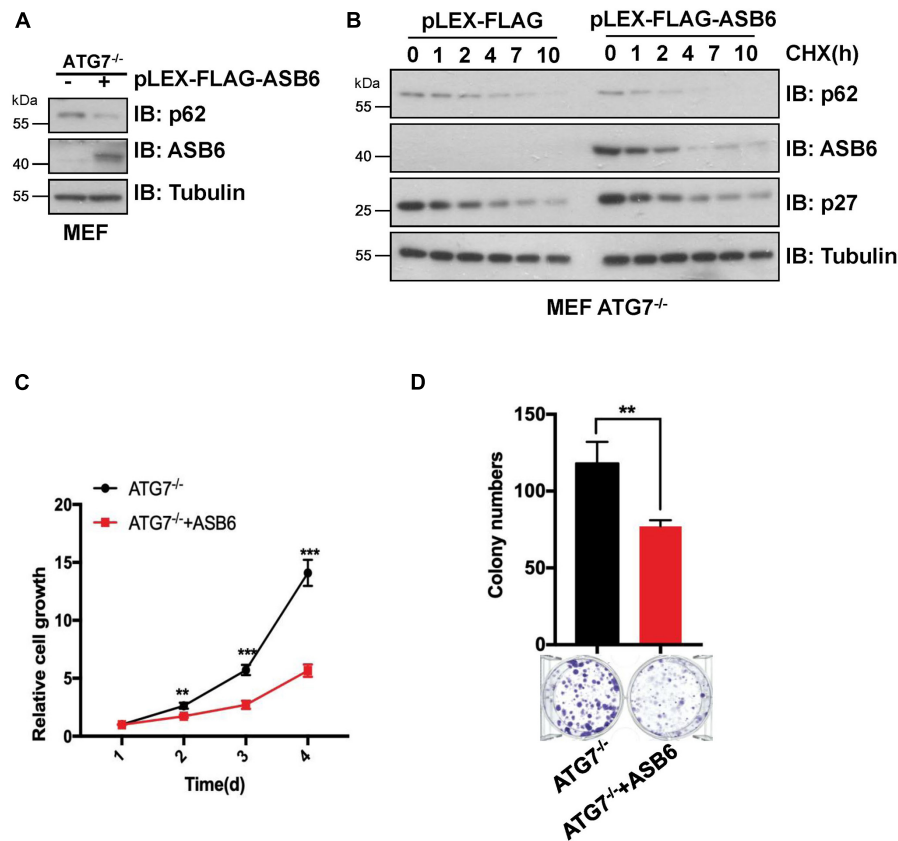 A
ATG7-/-
- + pLEX-FLAG-ASB6
kDa
55 IB: p62
40 IB: ASB6
55 IB: Tubulin
MEF
B
pLEX-FLAG pLEX-FLAG-ASB6
0 1 2 4 7 10 0 1 2 4 7 10 CHX(h)
kDa
55 IB: p62
40 IB: ASB6
25 IB: p27
55 IB: Tubulin
MEF ATG7-/-
C
ATG7-/-
ATG7-/-+ASB6
Relative cell growth
20
15
10
5
0
**
***
***
1 2 3 4
Time(d)
D
Colony numbers
150
100
50
0
**
ATG7-/-
ATG7-/-+ASB6